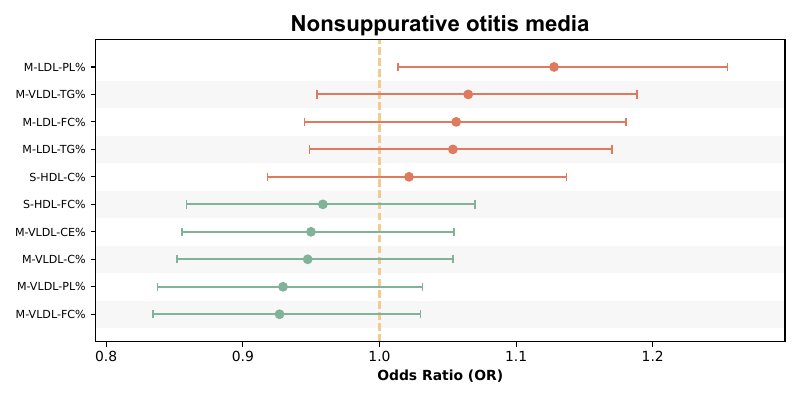 Nonsuppurative otitis media
M-LDL-PL%
M-VLDL-TG%
M-LDL-FC%
M-LDL-TG%
S-HDL-C%
S-HDL-FC%
M-VLDL-CE%
M-VLDL-C%
M-VLDL-PL%
M-VLDL-FC%
0.8 0.9 1.0 1.1 1.2
Odds Ratio (OR)